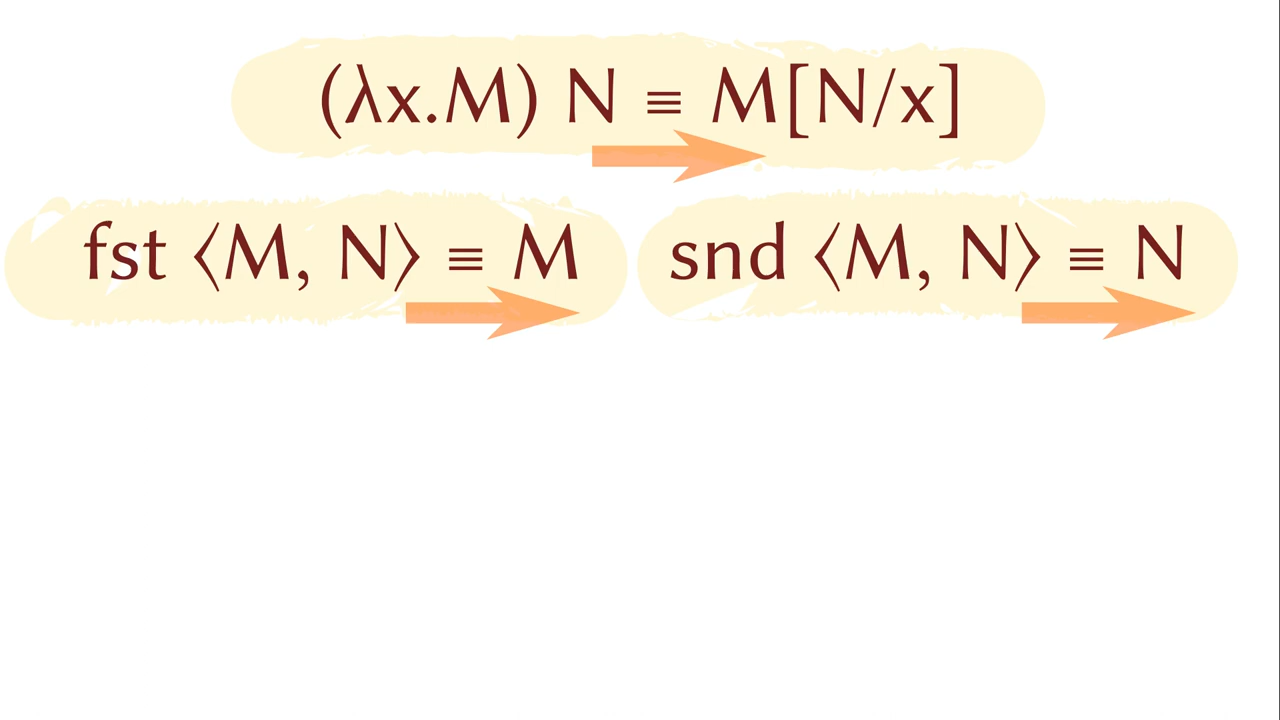 (λx.M) N ≡ M[N/x]
fst ⟨M, N⟩ ≡ M
snd ⟨M, N⟩ ≡ N